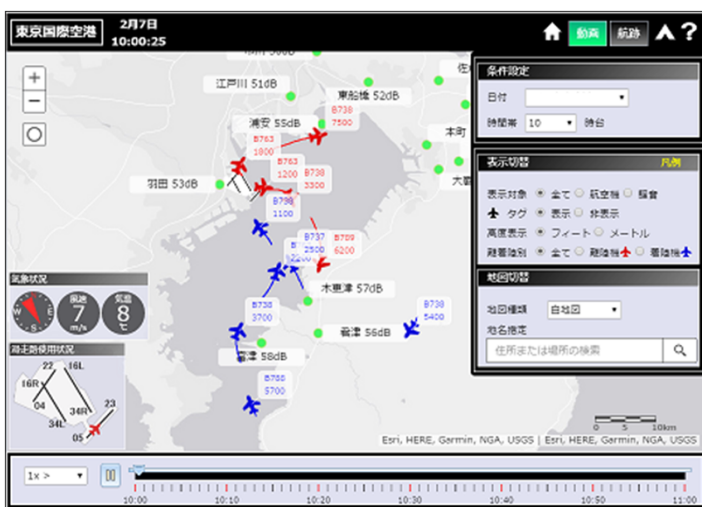 東京国際空港
2月7日
10:00:25
動画
航跡
?
+
−
江戸川 51dB
東船橋 52dB
浦安 55dB
本町
羽田 53dB
木更津 57dB
君津 56dB
富津 58dB
B738
7500
B763
1800
B763
1200
B738
3300
B738
1100
B737
2500
B789
6200
B738
3700
B738
5400
B788
5700
条件設定
日付
時間帯 10 時台
表示切替 凡例
表示対象 全て 航空機 騒音
タグ 表示 非表示
高度表示 フィート メートル
離着陸別 全て 離陸機 着陸機
地図切替
地図種類 白地図
地名指定
住所または場所の検索
気象状況
N
W E
S
風速
7
m/s
気温
8
℃
滑走路使用状況
22 16L
16R
04 34R 23
34L
05
0 5 10km
Esri, HERE, Garmin, NGA, USGS | Esri, HERE, Garmin, NGA, USGS
1x >
10:00 10:10 10:20 10:30 10:40 10:50 11:00